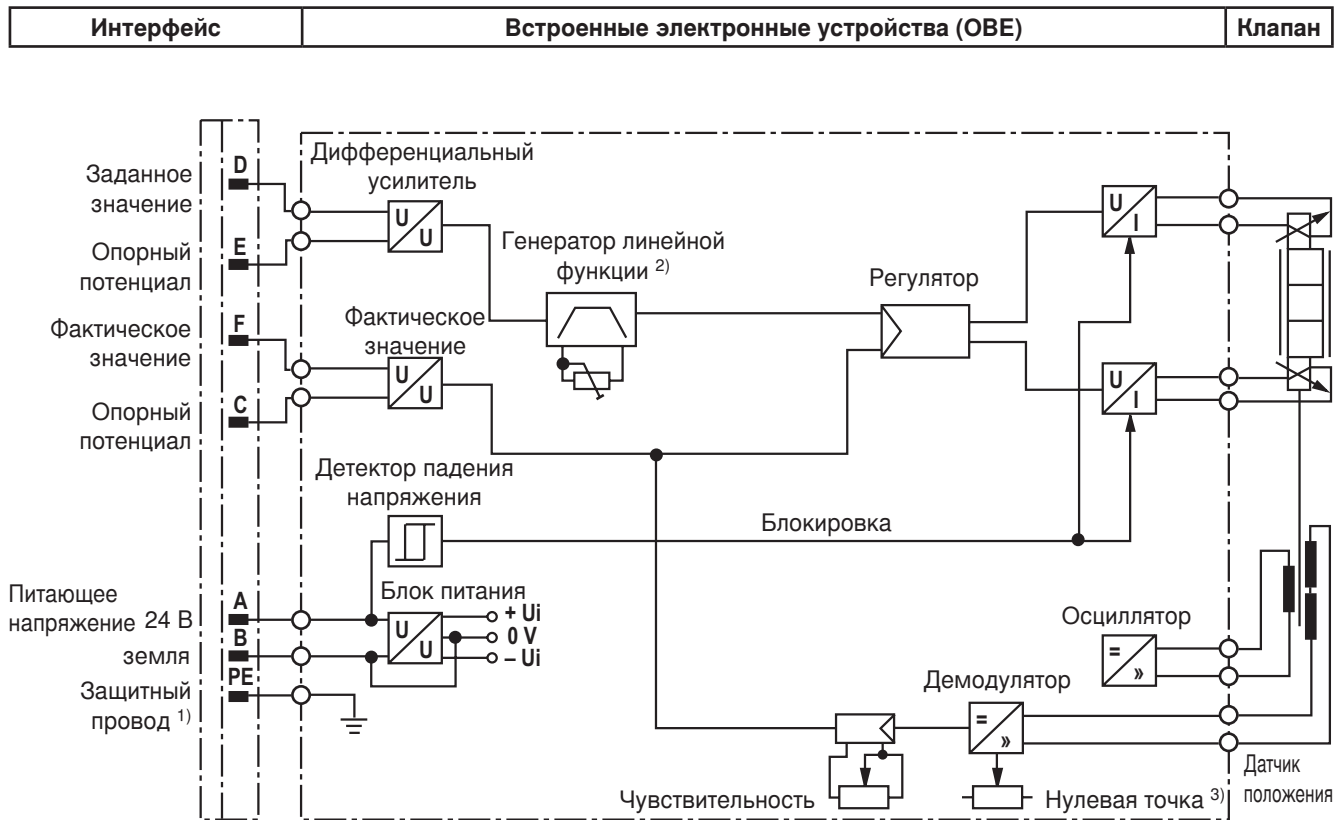 Интерфейс
Встроенные электронные устройства (OBE)
Клапан
Заданное
значение
D
Опорный
потенциал
E
Фактическое
значение
F
Опорный
потенциал
C
Питающее
напряжение 24 В
A
земля
B
Защитный
провод 1)
PE
Дифференциальный
усилитель
U
U
Генератор линейной
функции 2)
Фактическое
значение
U
U
Регулятор
U
I
U
I
Детектор падения
напряжения
Блокировка
Блок питания
U
U
+ Ui
0 V
– Ui
Осциллятор
=
»
Демодулятор
=
»
Чувствительность
Нулевая точка 3)
Датчик
положения